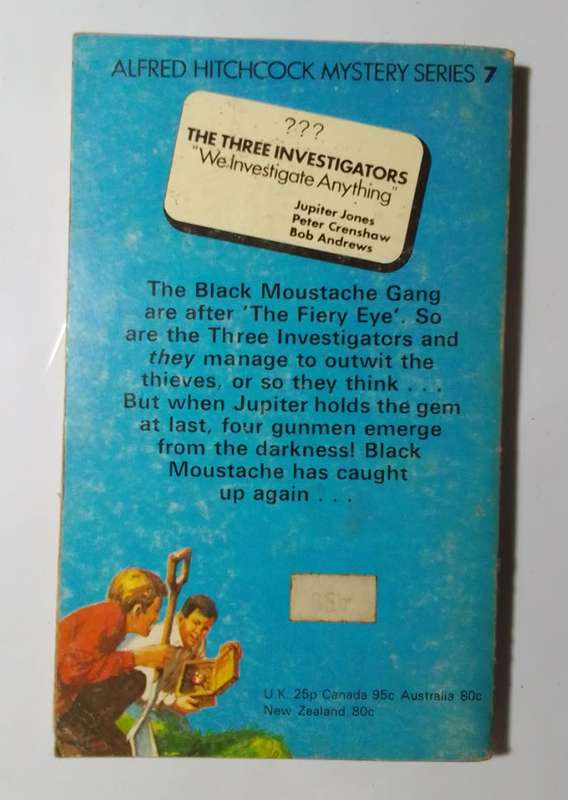 ALFRED HITCHCOCK MYSTERY SERIES 7
???
THE THREE INVESTIGATORS
"We Investigate Anything"
Jupiter Jones
Peter Crenshaw
Bob Andrews
The Black Moustache Gang
are after 'The Fiery Eye'. So
are the Three Investigators and
they manage to outwit the
thieves, or so they think . . .
But when Jupiter holds the gem
at last, four gunmen emerge
from the darkness! Black
Moustache has caught
up again . . .
U.K. 25p Canada 95c Australia 80c
New Zealand 80c